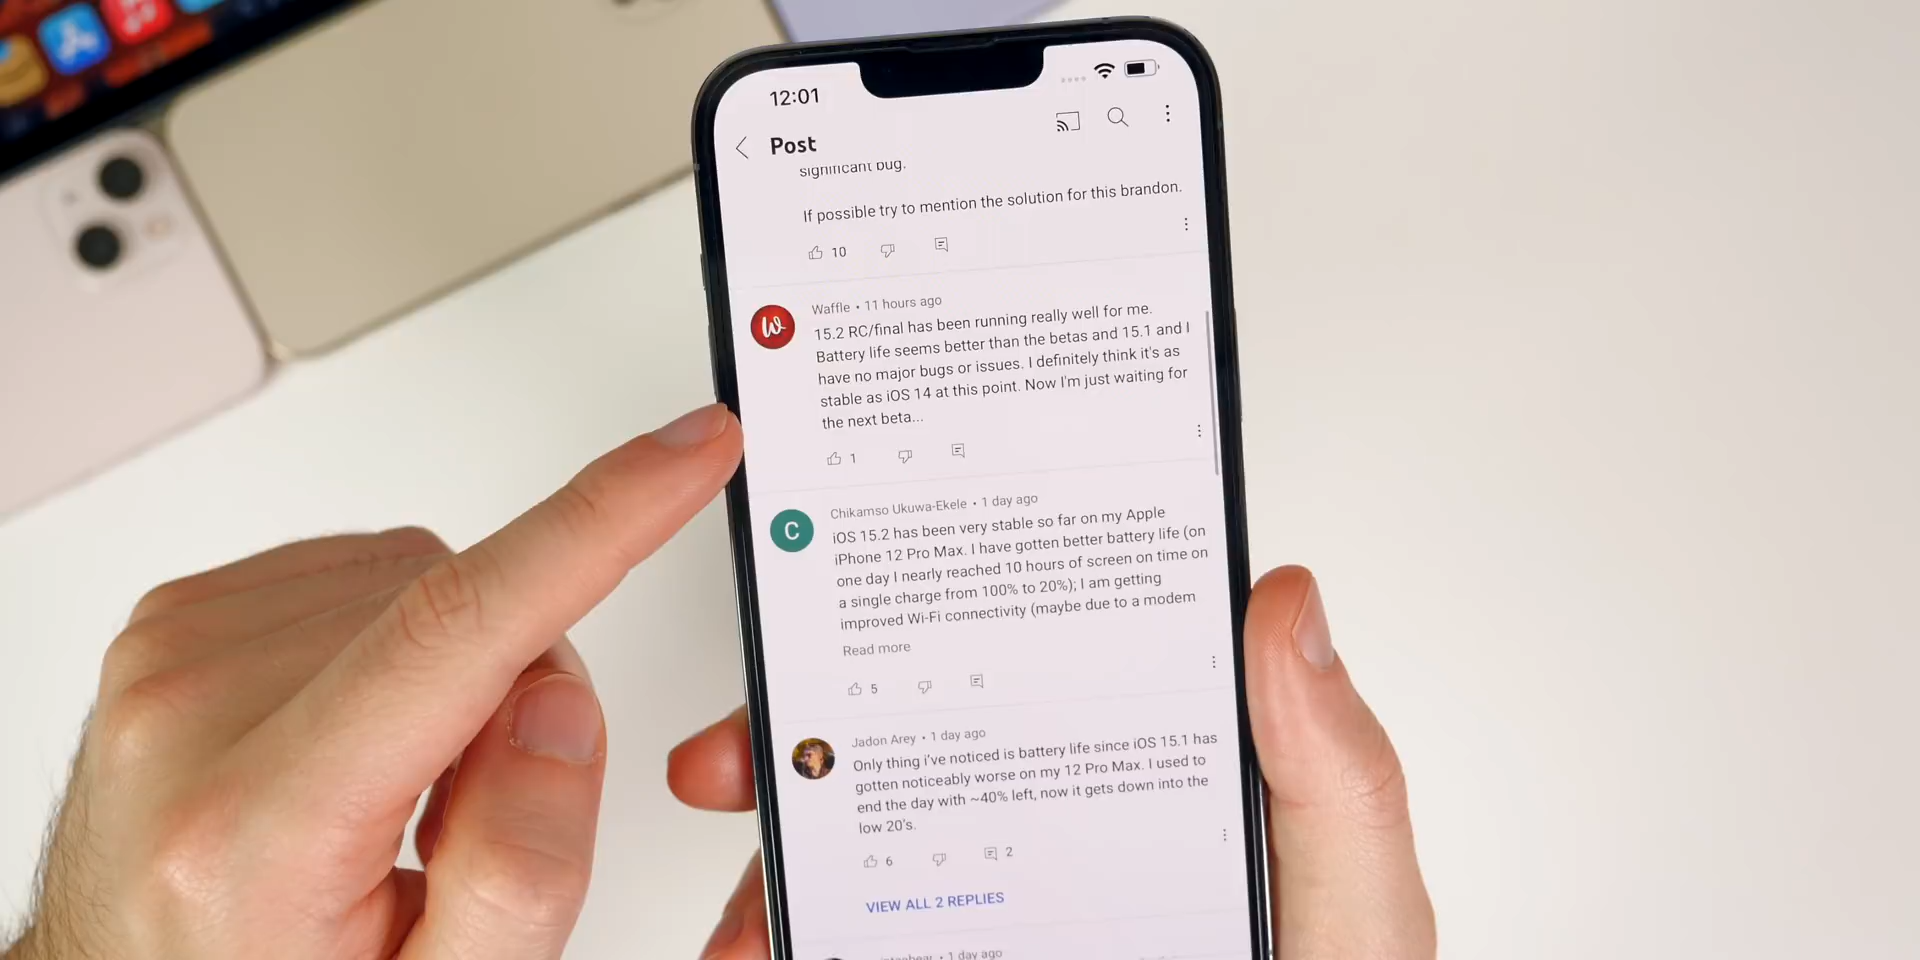 12:01
Post
significant bug.
If possible try to mention the solution for this brandon.
10
Waffle • 11 hours ago
W
15.2 RC/final has been running really well for me.
Battery life seems better than the betas and 15.1 and I
have no major bugs or issues. I definitely think it's as
stable as iOS 14 at this point. Now I'm just waiting for
the next beta...
1
Chikamso Ukuwa-Ekele • 1 day ago
C
iOS 15.2 has been very stable so far on my Apple
iPhone 12 Pro Max. I have gotten better battery life (on
one day I nearly reached 10 hours of screen on time on
a single charge from 100% to 20%); I am getting
improved Wi-Fi connectivity (maybe due to a modem
Read more
5
Jadon Arey • 1 day ago
Only thing i've noticed is battery life since iOS 15.1 has
gotten noticeably worse on my 12 Pro Max. I used to
end the day with ~40% left, now it gets down into the
low 20's.
6 2
VIEW ALL 2 REPLIES
• 1 day ago